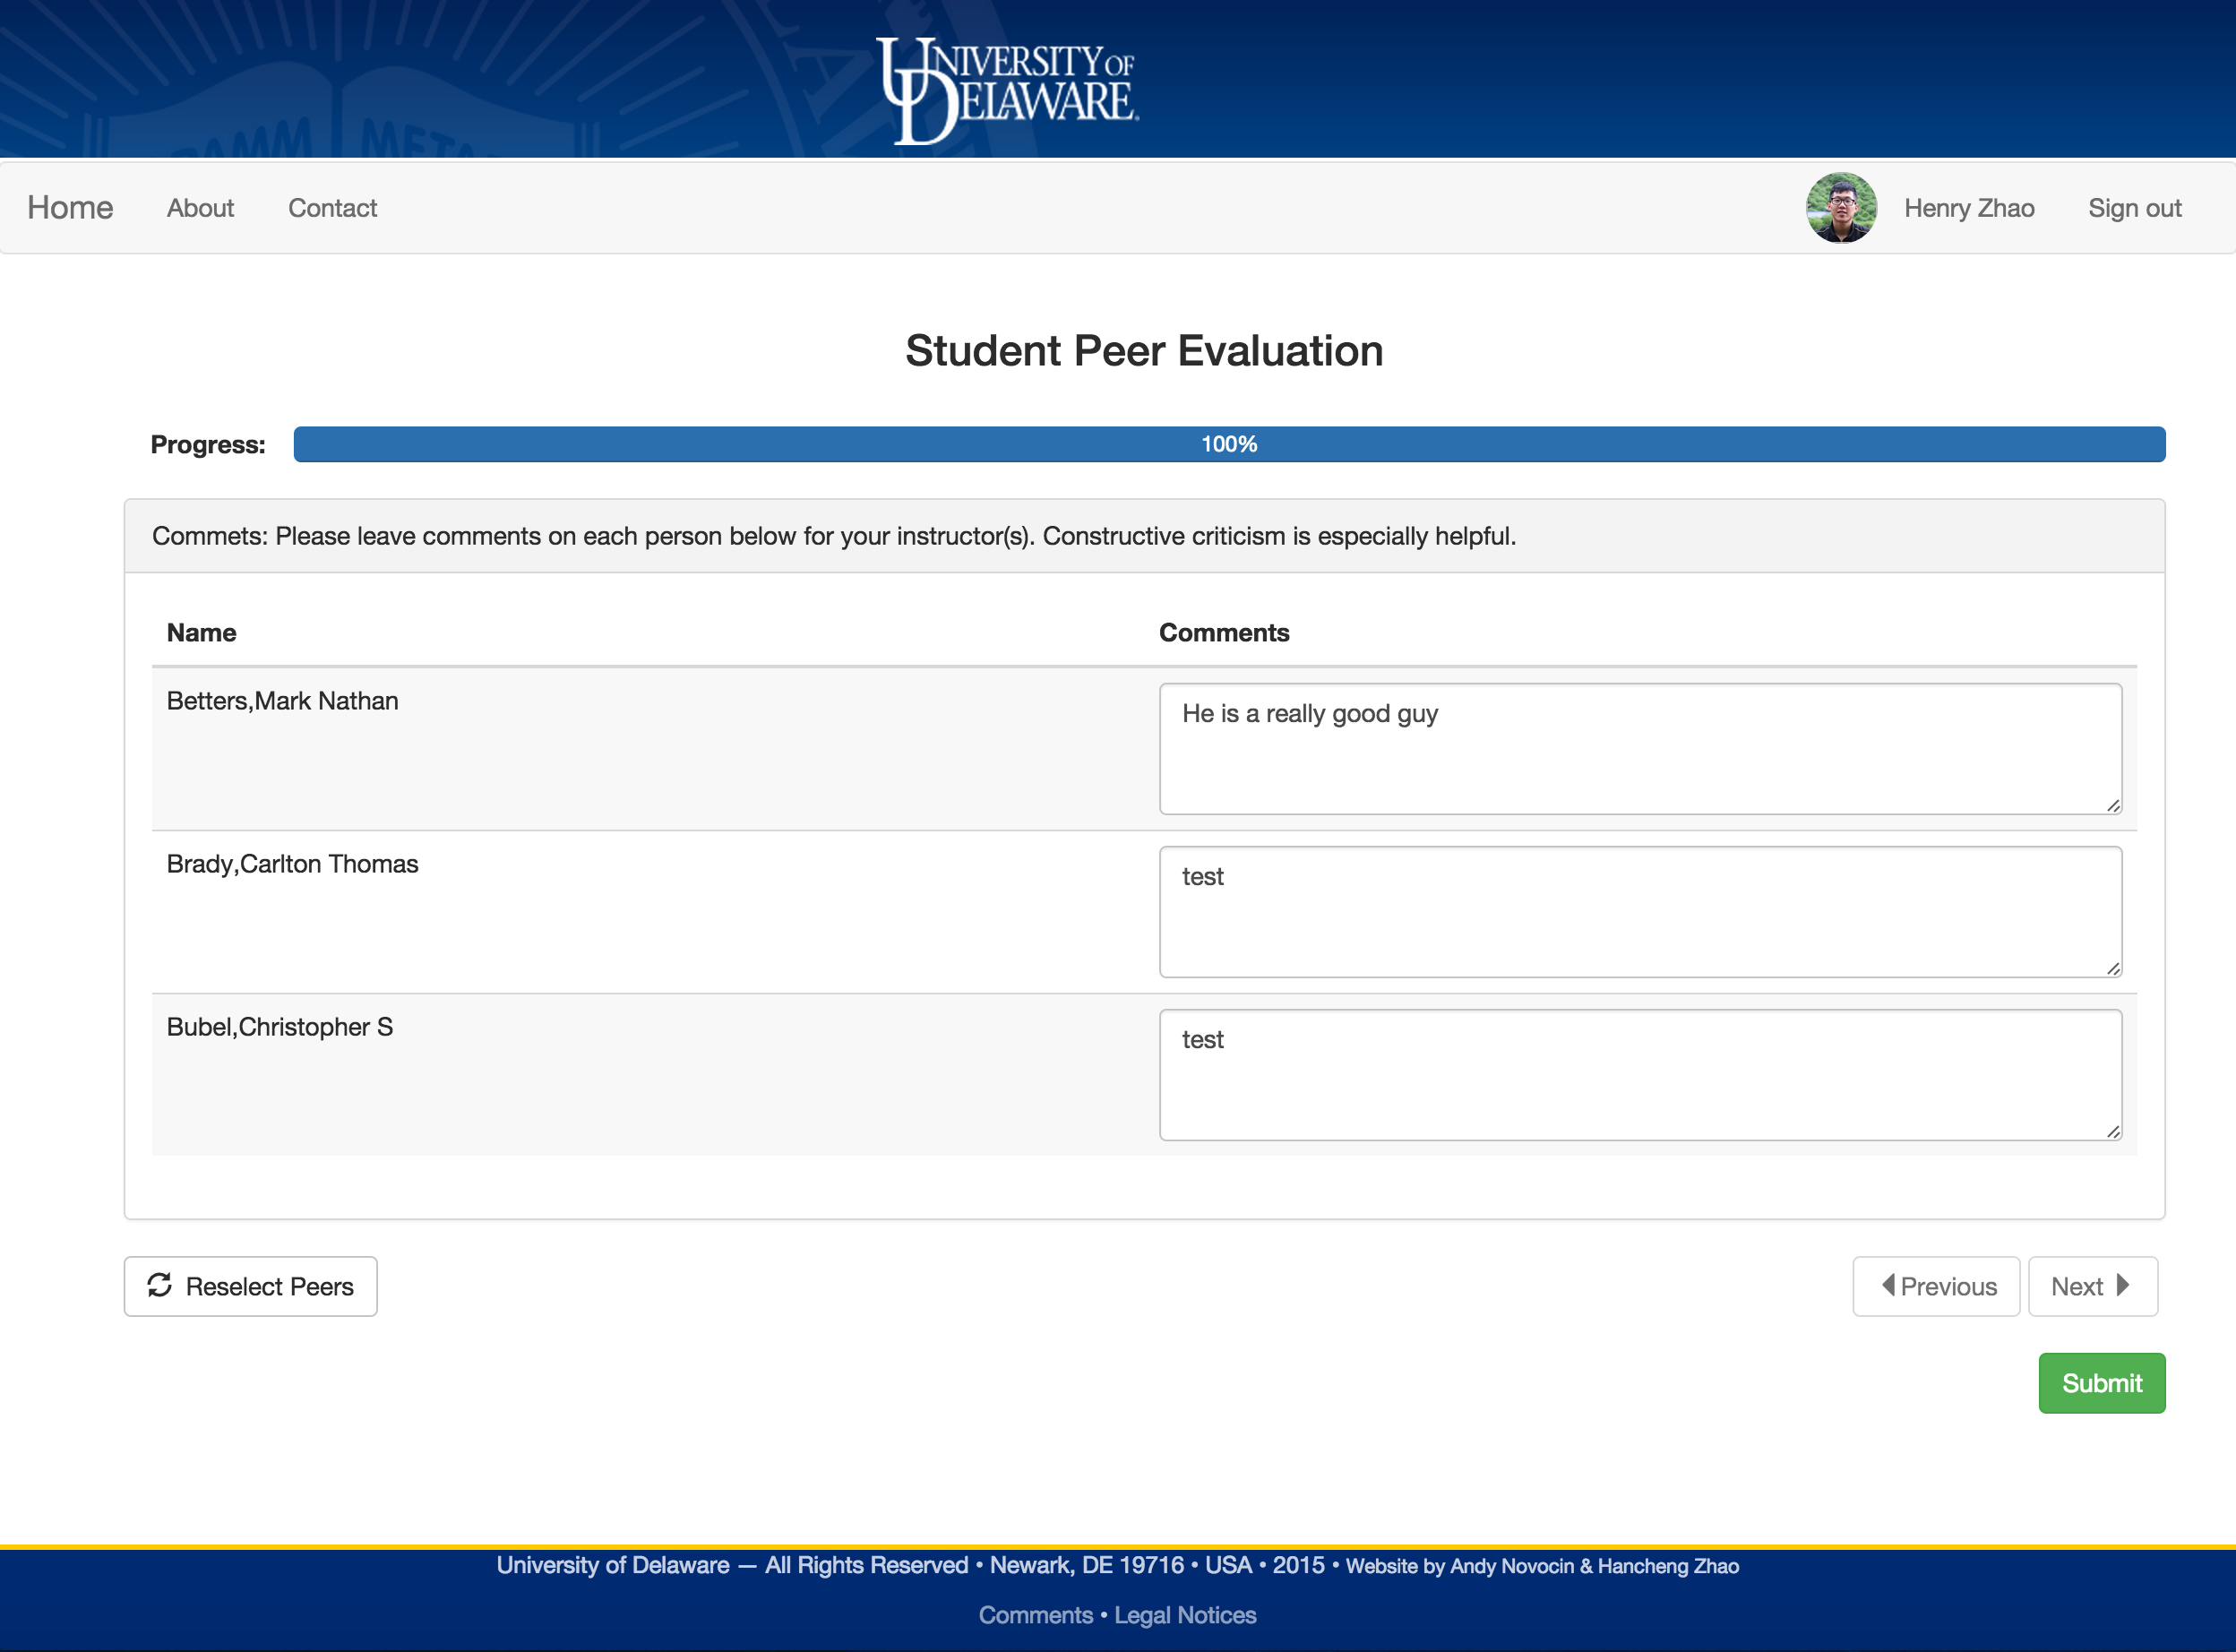 UNIVERSITY OF
DELAWARE
Home About Contact Henry Zhao Sign out
Student Peer Evaluation
Progress: 100%
Commets: Please leave comments on each person below for your instructor(s). Constructive criticism is especially helpful.
Name Comments
Betters,Mark Nathan He is a really good guy
Brady,Carlton Thomas test
Bubel,Christopher S test
Reselect Peers Previous Next
Submit
University of Delaware — All Rights Reserved • Newark, DE 19716 • USA • 2015 • Website by Andy Novocin & Hancheng Zhao
Comments • Legal Notices